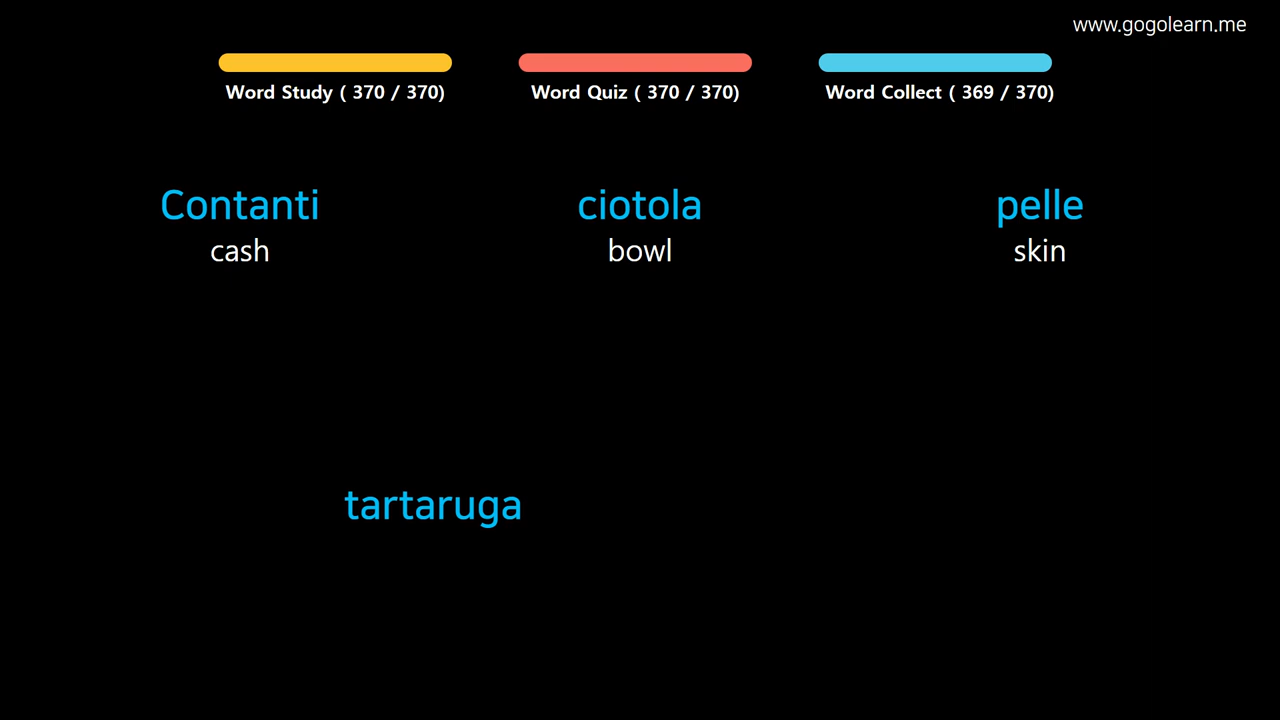 www.gogolearn.me
Word Study ( 370 / 370)
Word Quiz ( 370 / 370)
Word Collect ( 369 / 370)
Contanti
cash
ciotola
bowl
pelle
skin
tartaruga